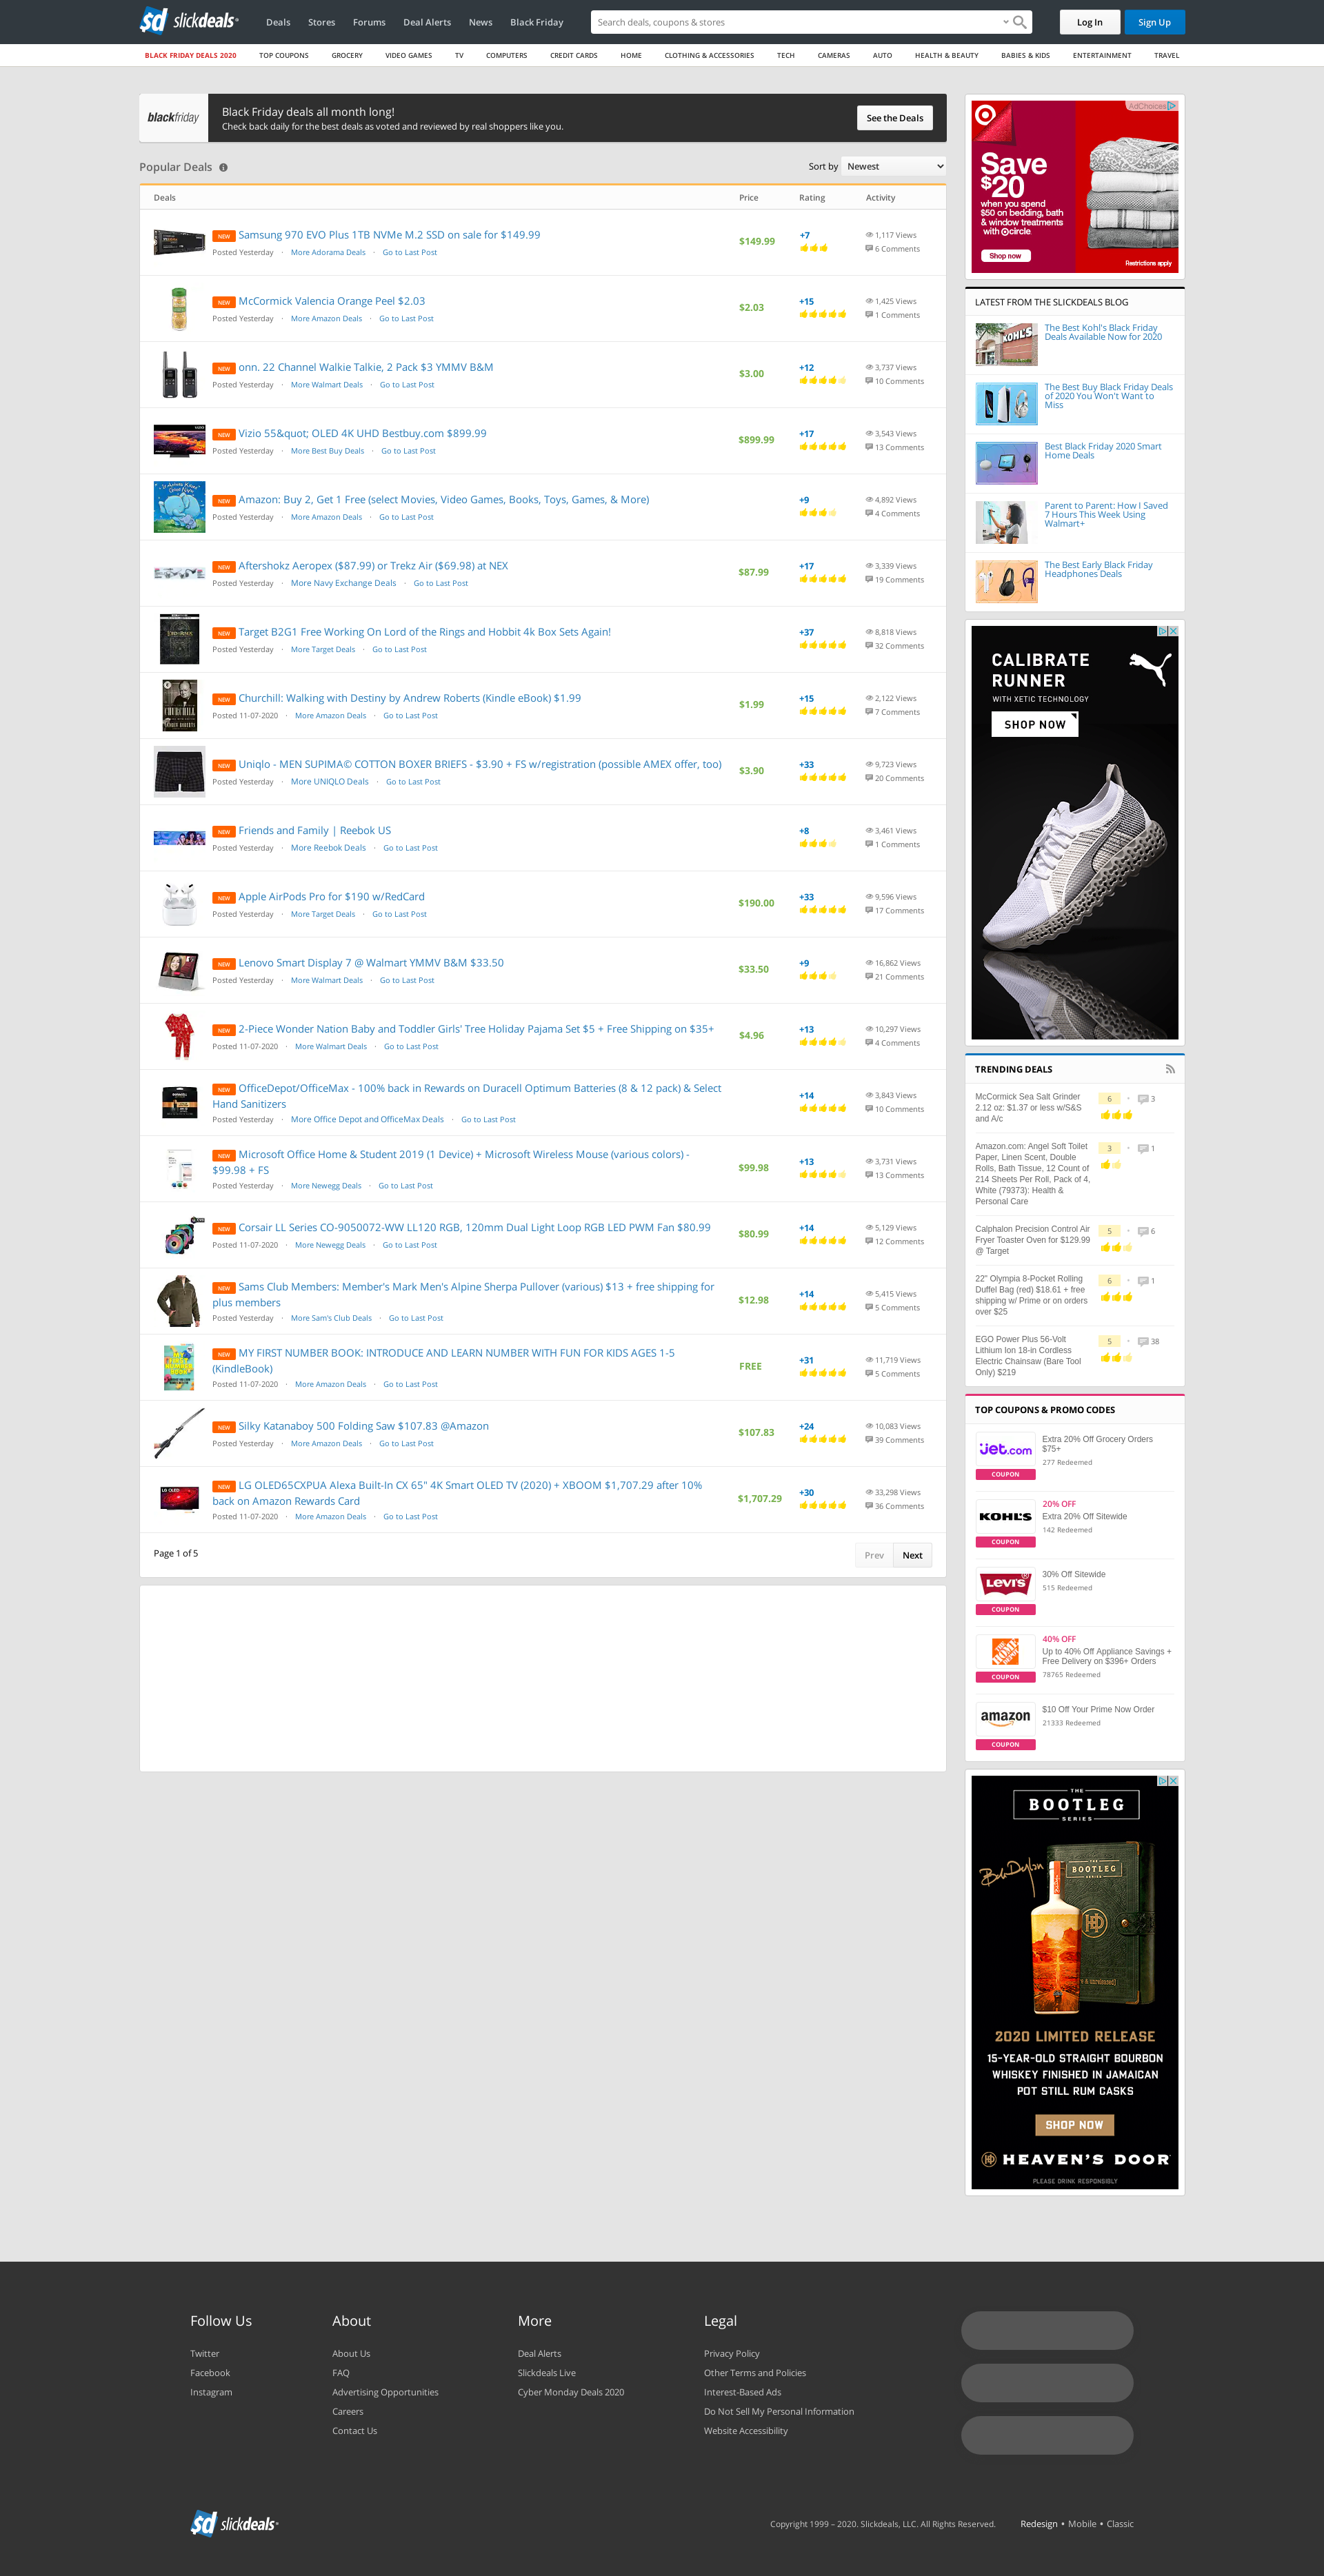 slickdeals
Deals Stores Forums Deal Alerts News Black Friday
Search deals, coupons & stores
Log In Sign Up
BLACK FRIDAY DEALS 2020 TOP COUPONS GROCERY VIDEO GAMES TV COMPUTERS CREDIT CARDS HOME CLOTHING & ACCESSORIES TECH CAMERAS AUTO HEALTH & BEAUTY BABIES & KIDS ENTERTAINMENT TRAVEL
blackfriday
Black Friday deals all month long!
Check back daily for the best deals as voted and reviewed by real shoppers like you.
See the Deals
Popular Deals
Sort by Newest
Deals Price Rating Activity
NEW Samsung 970 EVO Plus 1TB NVMe M.2 SSD on sale for $149.99
Posted Yesterday · More Adorama Deals · Go to Last Post
$149.99
+7
1,117 Views
6 Comments
NEW McCormick Valencia Orange Peel $2.03
Posted Yesterday · More Amazon Deals · Go to Last Post
$2.03
+15
1,425 Views
1 Comments
NEW onn. 22 Channel Walkie Talkie, 2 Pack $3 YMMV B&M
Posted Yesterday · More Walmart Deals · Go to Last Post
$3.00
+12
3,737 Views
10 Comments
NEW Vizio 55&quot; OLED 4K UHD Bestbuy.com $899.99
Posted Yesterday · More Best Buy Deals · Go to Last Post
$899.99
+17
3,543 Views
13 Comments
NEW Amazon: Buy 2, Get 1 Free (select Movies, Video Games, Books, Toys, Games, & More)
Posted Yesterday · More Amazon Deals · Go to Last Post
+9
4,892 Views
4 Comments
NEW Aftershokz Aeropex ($87.99) or Trekz Air ($69.98) at NEX
Posted Yesterday · More Navy Exchange Deals · Go to Last Post
$87.99
+17
3,339 Views
19 Comments
NEW Target B2G1 Free Working On Lord of the Rings and Hobbit 4k Box Sets Again!
Posted Yesterday · More Target Deals · Go to Last Post
+37
8,818 Views
32 Comments
NEW Churchill: Walking with Destiny by Andrew Roberts (Kindle eBook) $1.99
Posted 11-07-2020 · More Amazon Deals · Go to Last Post
$1.99
+15
2,122 Views
7 Comments
NEW Uniqlo - MEN SUPIMA© COTTON BOXER BRIEFS - $3.90 + FS w/registration (possible AMEX offer, too)
Posted Yesterday · More UNIQLO Deals · Go to Last Post
$3.90
+33
9,723 Views
20 Comments
NEW Friends and Family | Reebok US
Posted Yesterday · More Reebok Deals · Go to Last Post
+8
3,461 Views
1 Comments
NEW Apple AirPods Pro for $190 w/RedCard
Posted Yesterday · More Target Deals · Go to Last Post
$190.00
+33
9,596 Views
17 Comments
NEW Lenovo Smart Display 7 @ Walmart YMMV B&M $33.50
Posted Yesterday · More Walmart Deals · Go to Last Post
$33.50
+9
16,862 Views
21 Comments
NEW 2-Piece Wonder Nation Baby and Toddler Girls' Tree Holiday Pajama Set $5 + Free Shipping on $35+
Posted 11-07-2020 · More Walmart Deals · Go to Last Post
$4.96
+13
10,297 Views
4 Comments
NEW OfficeDepot/OfficeMax - 100% back in Rewards on Duracell Optimum Batteries (8 & 12 pack) & Select
Hand Sanitizers
Posted Yesterday · More Office Depot and OfficeMax Deals · Go to Last Post
+14
3,843 Views
10 Comments
NEW Microsoft Office Home & Student 2019 (1 Device) + Microsoft Wireless Mouse (various colors) -
$99.98 + FS
Posted Yesterday · More Newegg Deals · Go to Last Post
$99.98
+13
3,731 Views
13 Comments
NEW Corsair LL Series CO-9050072-WW LL120 RGB, 120mm Dual Light Loop RGB LED PWM Fan $80.99
Posted 11-07-2020 · More Newegg Deals · Go to Last Post
$80.99
+14
5,129 Views
12 Comments
NEW Sams Club Members: Member's Mark Men's Alpine Sherpa Pullover (various) $13 + free shipping for
plus members
Posted Yesterday · More Sam's Club Deals · Go to Last Post
$12.98
+14
5,415 Views
5 Comments
NEW MY FIRST NUMBER BOOK: INTRODUCE AND LEARN NUMBER WITH FUN FOR KIDS AGES 1-5
(KindleBook)
Posted 11-07-2020 · More Amazon Deals · Go to Last Post
FREE
+31
11,719 Views
5 Comments
NEW Silky Katanaboy 500 Folding Saw $107.83 @Amazon
Posted Yesterday · More Amazon Deals · Go to Last Post
$107.83
+24
10,083 Views
39 Comments
NEW LG OLED65CXPUA Alexa Built-In CX 65" 4K Smart OLED TV (2020) + XBOOM $1,707.29 after 10%
back on Amazon Rewards Card
Posted 11-07-2020 · More Amazon Deals · Go to Last Post
$1,707.29
+30
33,298 Views
36 Comments
Page 1 of 5
Prev Next
AdChoices
Save
$20
when you spend
$50 on bedding, bath
& window treatments
with circle.
Shop now
Restrictions apply
LATEST FROM THE SLICKDEALS BLOG
KOHL'S
The Best Kohl's Black Friday
Deals Available Now for 2020
The Best Buy Black Friday Deals
of 2020 You Won't Want to
Miss
Best Black Friday 2020 Smart
Home Deals
Parent to Parent: How I Saved
7 Hours This Week Using
Walmart+
The Best Early Black Friday
Headphones Deals
CALIBRATE
RUNNER
WITH XETIC TECHNOLOGY
SHOP NOW
TRENDING DEALS
McCormick Sea Salt Grinder
2.12 oz: $1.37 or less w/S&S
and A/c
6 • 3
Amazon.com: Angel Soft Toilet
Paper, Linen Scent, Double
Rolls, Bath Tissue, 12 Count of
214 Sheets Per Roll, Pack of 4,
White (79373): Health &
Personal Care
3 • 1
Calphalon Precision Control Air
Fryer Toaster Oven for $129.99
@ Target
5 • 6
22" Olympia 8-Pocket Rolling
Duffel Bag (red) $18.61 + free
shipping w/ Prime or on orders
over $25
6 • 1
EGO Power Plus 56-Volt
Lithium Ion 18-in Cordless
Electric Chainsaw (Bare Tool
Only) $219
5 • 38
TOP COUPONS & PROMO CODES
jet.com
COUPON
Extra 20% Off Grocery Orders
$75+
277 Redeemed
KOHL'S
COUPON
20% OFF
Extra 20% Off Sitewide
142 Redeemed
LEVI'S
COUPON
30% Off Sitewide
515 Redeemed
COUPON
40% OFF
Up to 40% Off Appliance Savings +
Free Delivery on $396+ Orders
78765 Redeemed
amazon
COUPON
$10 Off Your Prime Now Order
21333 Redeemed
THE
BOOTLEG
SERIES
Bob Dylan
THE
BOOTLEG
SERIES
2020 LIMITED RELEASE
15-YEAR-OLD STRAIGHT BOURBON
WHISKEY FINISHED IN JAMAICAN
POT STILL RUM CASKS
SHOP NOW
HEAVEN'S DOOR
PLEASE DRINK RESPONSIBLY
Follow Us
Twitter
Facebook
Instagram
About
About Us
FAQ
Advertising Opportunities
Careers
Contact Us
More
Deal Alerts
Slickdeals Live
Cyber Monday Deals 2020
Legal
Privacy Policy
Other Terms and Policies
Interest-Based Ads
Do Not Sell My Personal Information
Website Accessibility
slickdeals
Copyright 1999 – 2020. Slickdeals, LLC. All Rights Reserved.
Redesign • Mobile • Classic